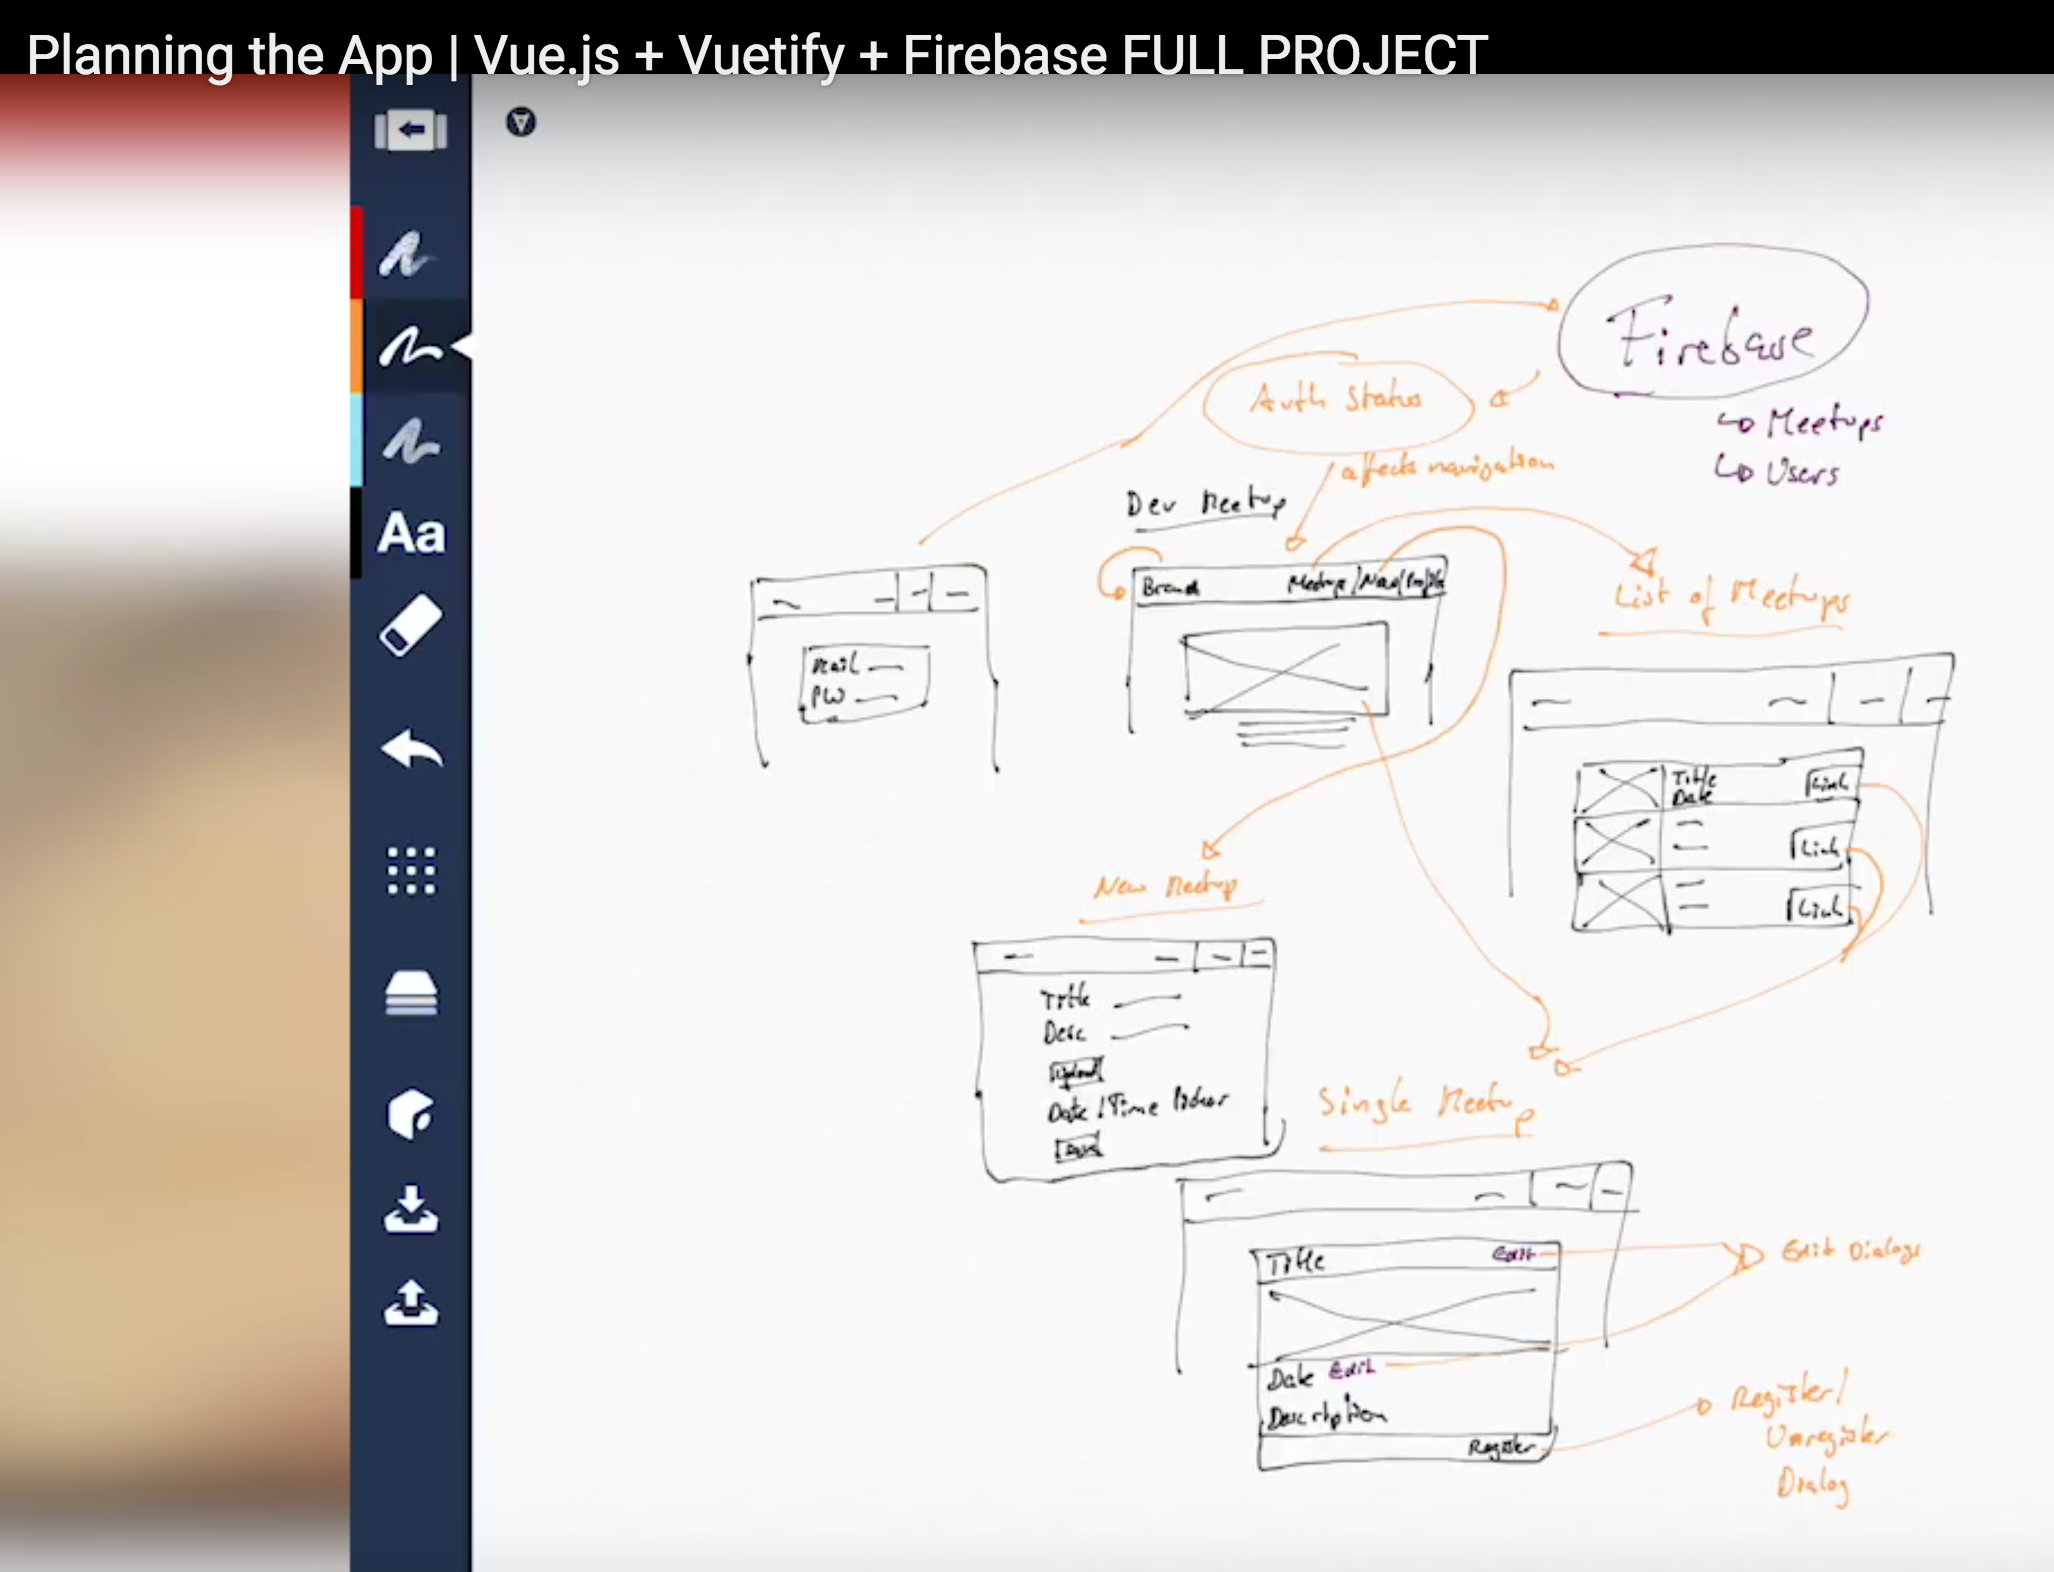 Planning the App | Vue.js + Vuetify + Firebase FULL PROJECT
Aa
Firebase
Meetups
Users
Auth Status
affects navigation
Dev Meetup
Brand
Meetups
Mail
PW
List of Meetups
Title
Date
Link
Link
Link
New Meetup
Title
Desc
Upload
Date / Time Picker
Save
Single Meetup
Title Edit
Date Edit
Description
Register
Edit Dialogs
Register/
Unregister
Dialog